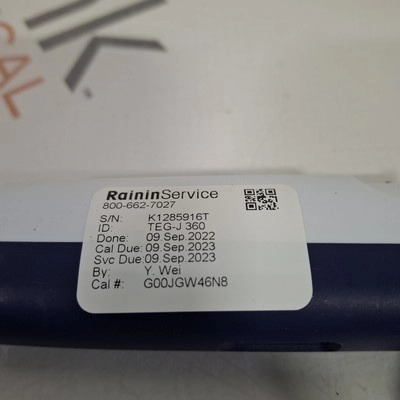 K
CAL
RaininService
800-662-7027
S/N: K1285916T
ID: TEG-J 360
Done: 09.Sep.2022
Cal Due: 09.Sep.2023
Svc Due: 09.Sep.2023
By: Y. Wei
Cal #: G00JGW46N8